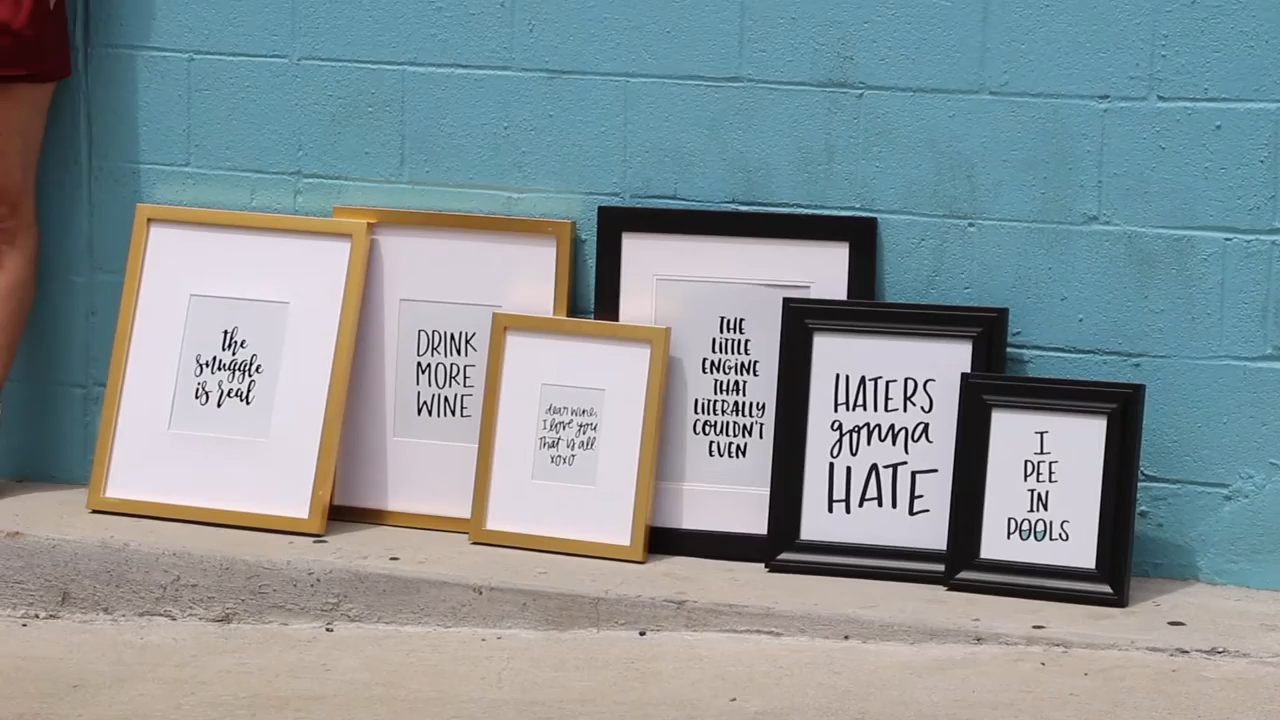 the
snuggle
is real
DRINK
MORE
WINE
dear wine,
I love you
That is all
xoxo
THE
LiTTLE
ENGiNE
THAT
LiTERALLY
COULDN'T
EVEN
HATERS
gonna
HATE
I
PEE
IN
POOLS